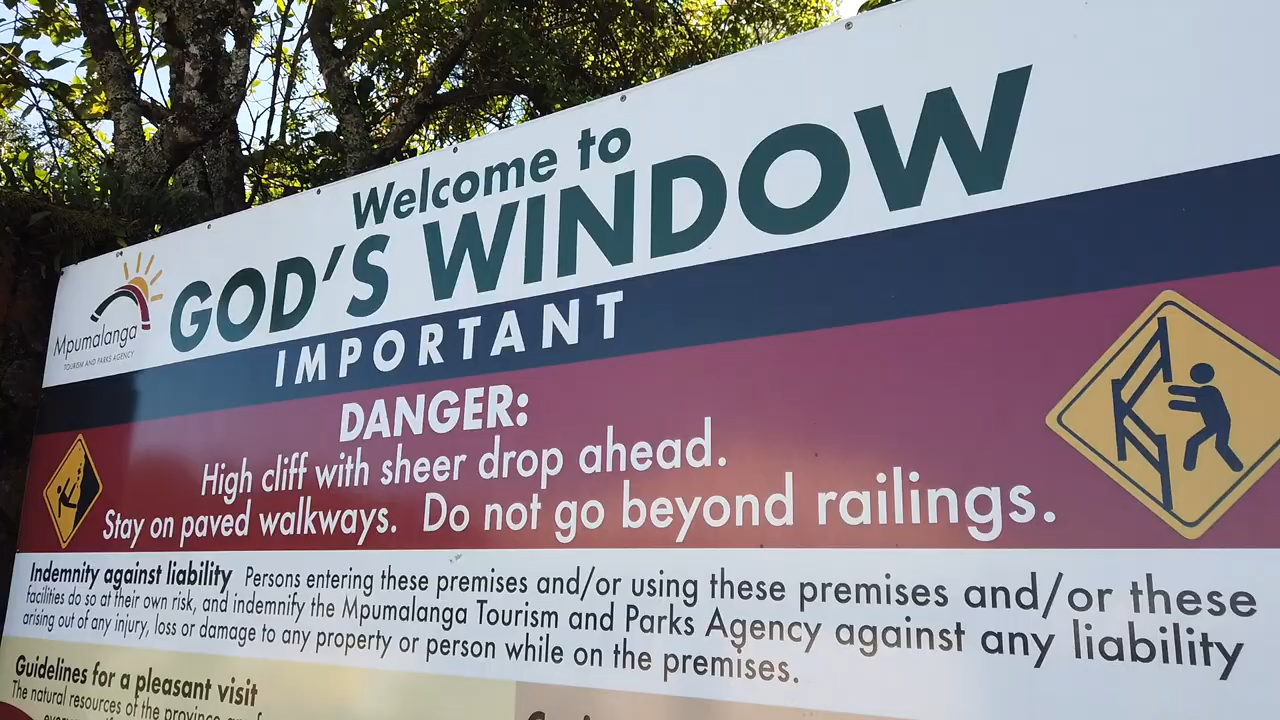 Welcome to
GOD'S WINDOW
Mpumalanga
TOURISM AND PARKS AGENCY
IMPORTANT
DANGER:
High cliff with sheer drop ahead.
Stay on paved walkways. Do not go beyond railings.
Indemnity against liability Persons entering these premises and/or using these premises and/or these
facilities do so at their own risk, and indemnify the Mpumalanga Tourism and Parks Agency against any liability
arising out of any injury, loss or damage to any property or person while on the premises.
Guidelines for a pleasant visit
The natural resources of the province are